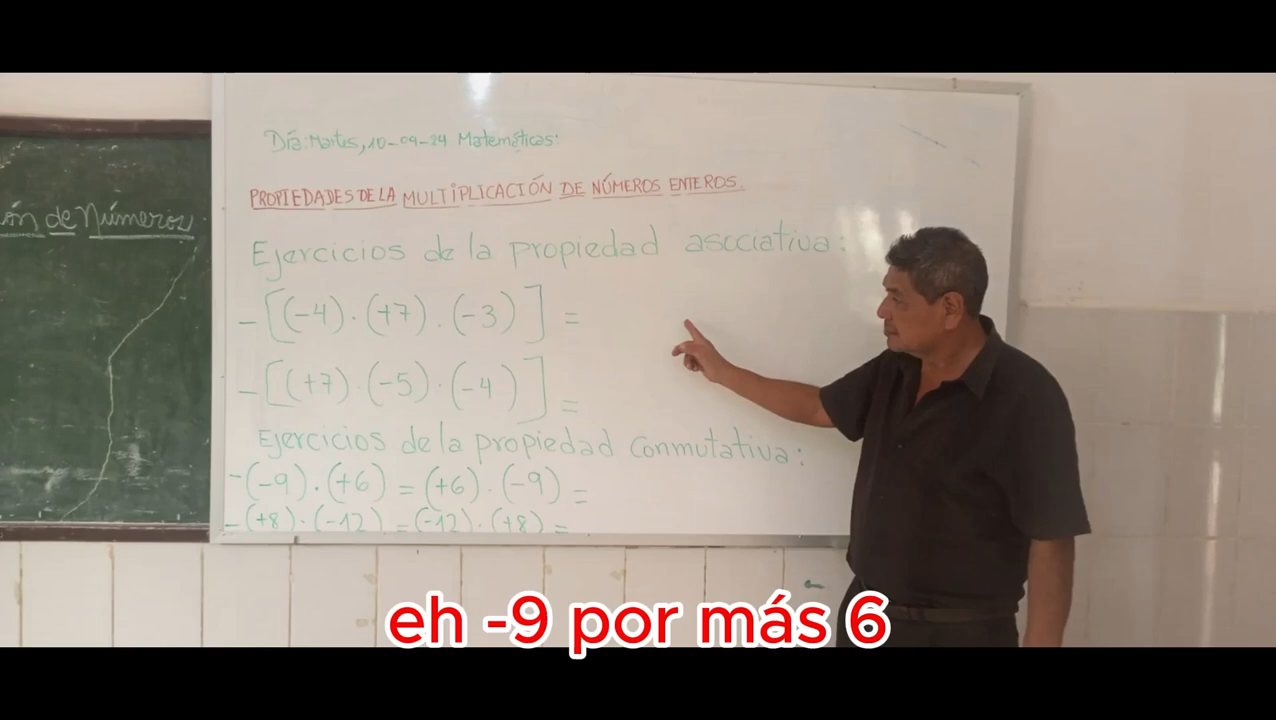 ón de Números
Día: Martes, 10-09-24 Matemáticas:
PROPIEDADES DE LA MULTIPLICACIÓN DE NÚMEROS ENTEROS.
Ejercicios de la propiedad asociativa:
- [(-4) · (+7) · (-3)] =
- [(+7) · (-5) · (-4)] =
Ejercicios de la propiedad Conmutativa:
- (-9) · (+6) = (+6) · (-9) =
- (+8) · (-12) = (-12) · (+8) =
eh -9 por más 6